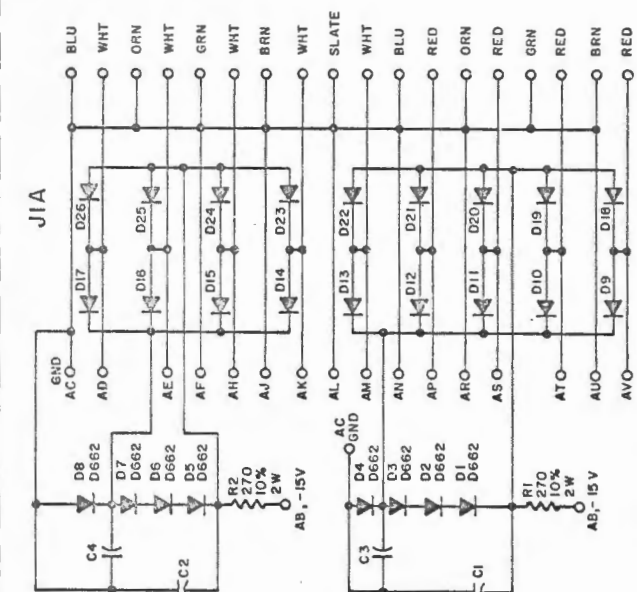 BLU
WHT
ORN
WHT
GRN
WHT
BRN
WHT
SLATE
WHT
BLU
RED
ORN
RED
GRN
RED
BRN
RED
J1A
D26
D25
D24
D23
D22
D21
D20
D19
D18
D17
D16
D15
D14
D13
D12
D11
D10
D9
GND
AC
AD
AE
AF
AH
AJ
AK
AL
AM
AN
AP
AR
AS
AT
AU
AV
D8
D662
D7
D662
D6
D662
D5
D662
C4
C2
R2
270
10%
2W
AB, -15V
AC
GND
D4
D662
D3
D662
D2
D662
D1
D662
C3
C1
R1
270
10%
2W
AB, -15V